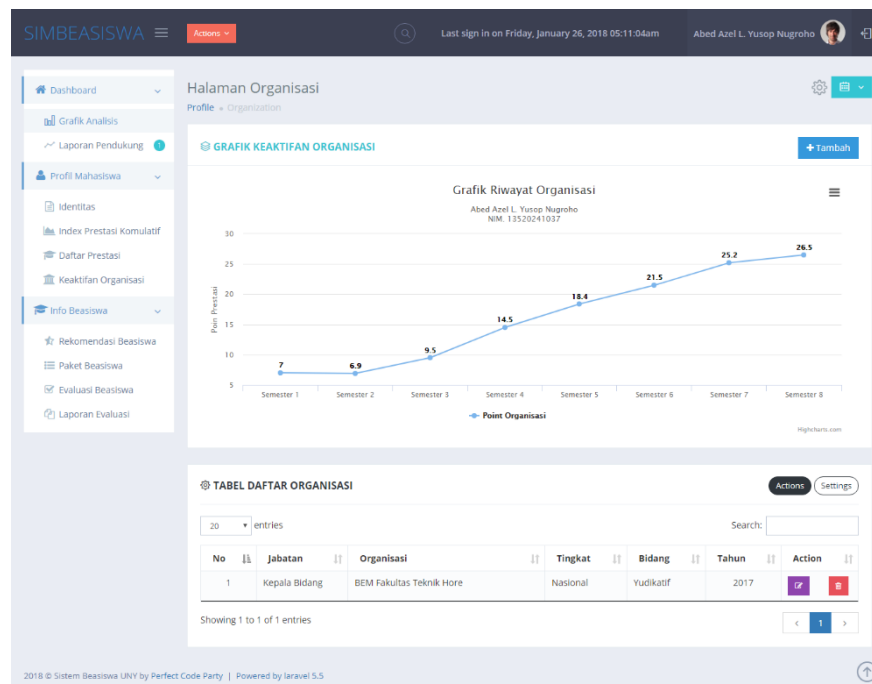 SIMBEASISWA
Actions
Last sign in on Friday, January 26, 2018 05:11:04am
Abed Azel L. Yusop Nugroho
Dashboard
Grafik Analisis
Laporan Pendukung 1
Profil Mahasiswa
Identitas
Index Prestasi Komulatif
Daftar Prestasi
Keaktifan Organisasi
Info Beasiswa
Rekomendasi Beasiswa
Paket Beasiswa
Evaluasi Beasiswa
Laporan Evaluasi
Halaman Organisasi
Profile » Organization
GRAFIK KEAKTIFAN ORGANISASI
+ Tambah
Grafik Riwayat Organisasi
Abed Azel L. Yusop Nugroho
NIM. 13520241037
Poin Prestasi
30
25
20
15
10
5
7
6.9
9.5
14.5
18.4
21.5
25.2
26.5
Semester 1 Semester 2 Semester 3 Semester 4 Semester 5 Semester 6 Semester 7 Semester 8
Point Organisasi
Highcharts.com
TABEL DAFTAR ORGANISASI
Actions Settings
20 entries
Search:
No Jabatan Organisasi Tingkat Bidang Tahun Action
1 Kepala Bidang BEM Fakultas Teknik Hore Nasional Yudikatif 2017
Showing 1 to 1 of 1 entries
< 1 >
2018 © Sistem Beasiswa UNY by Perfect Code Party | Powered by laravel 5.5